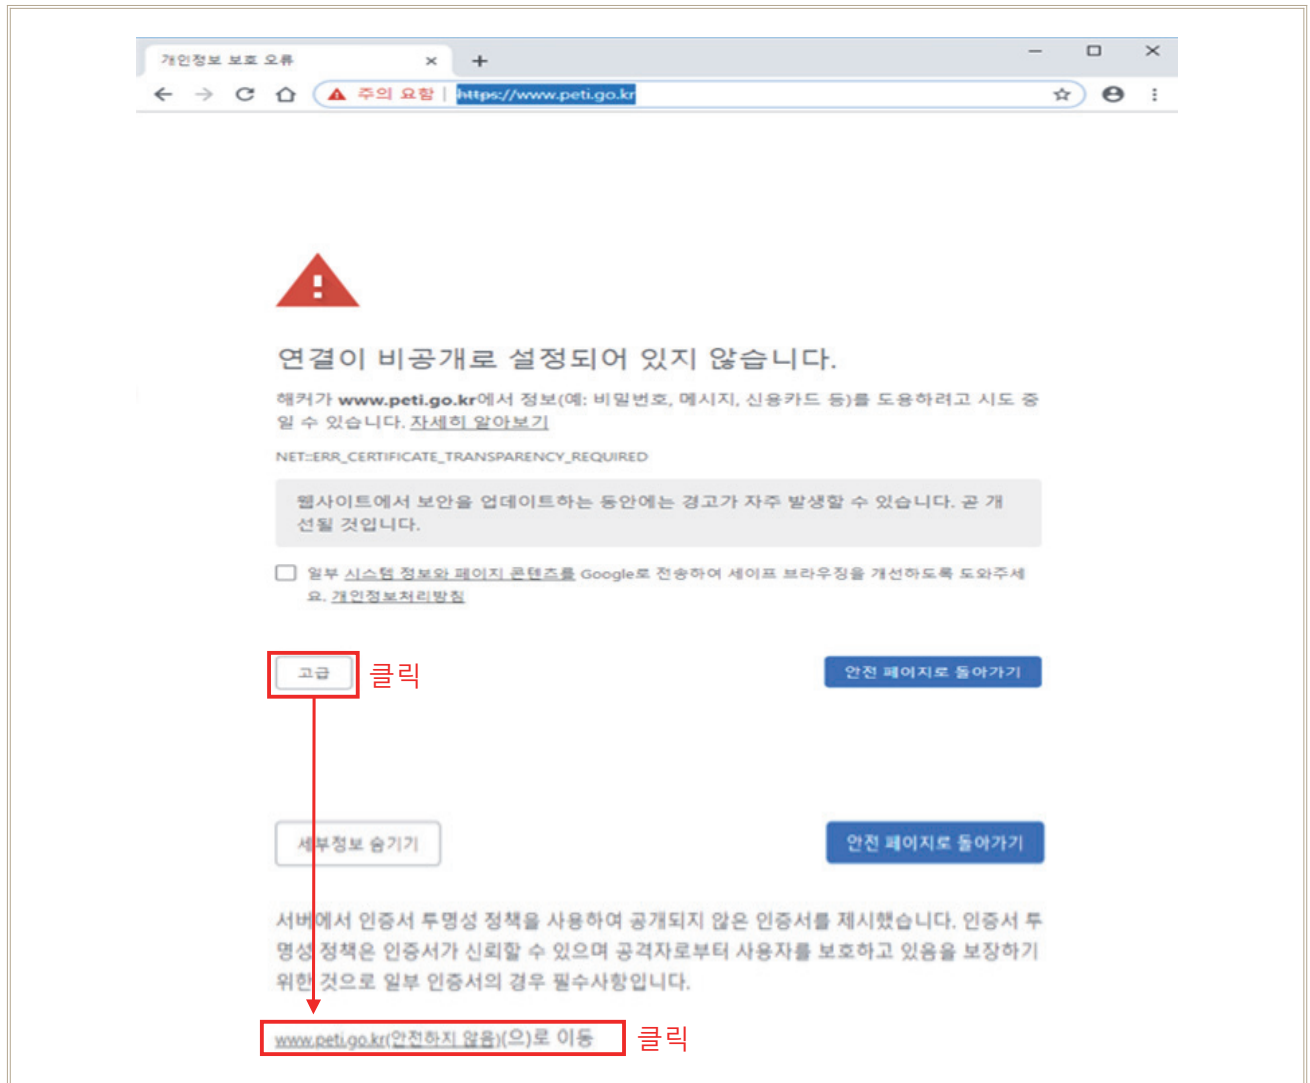 개인정보 보호 오류
주의 요함 https://www.peti.go.kr
연결이 비공개로 설정되어 있지 않습니다.
해커가 www.peti.go.kr에서 정보(예: 비밀번호, 메시지, 신용카드 등)를 도용하려고 시도 중
일 수 있습니다. 자세히 알아보기
NET::ERR_CERTIFICATE_TRANSPARENCY_REQUIRED
웹사이트에서 보안을 업데이트하는 동안에는 경고가 자주 발생할 수 있습니다. 곧 개
선될 것입니다.
일부 시스템 정보와 페이지 콘텐츠를 Google로 전송하여 세이프 브라우징을 개선하도록 도와주세
요. 개인정보처리방침
고급 클릭 안전 페이지로 돌아가기
세부정보 숨기기 안전 페이지로 돌아가기
서버에서 인증서 투명성 정책을 사용하여 공개되지 않은 인증서를 제시했습니다. 인증서 투
명성 정책은 인증서가 신뢰할 수 있으며 공격자로부터 사용자를 보호하고 있음을 보장하기
위한 것으로 일부 인증서의 경우 필수사항입니다.
www.peti.go.kr(안전하지 않음)(으)로 이동 클릭